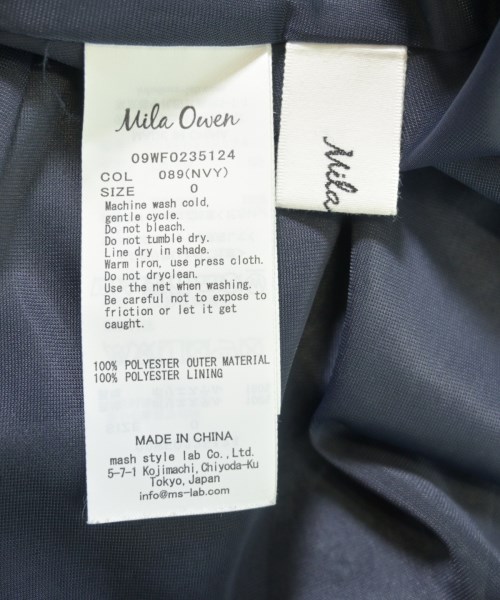 Mila Owen
09WF0235124
COL 089(NVY)
SIZE 0
Machine wash cold,
gentle cycle.
Do not bleach.
Do not tumble dry.
Line dry in shade.
Warm iron, use press cloth.
Do not dryclean.
Use the net when washing.
Be careful not to expose to
friction or let it get
caught.
100% POLYESTER OUTER MATERIAL
100% POLYESTER LINING
MADE IN CHINA
mash style lab Co.,Ltd.
5-7-1 Kojimachi,Chiyoda-Ku
Tokyo,Japan
info@ms-lab.com
Mila